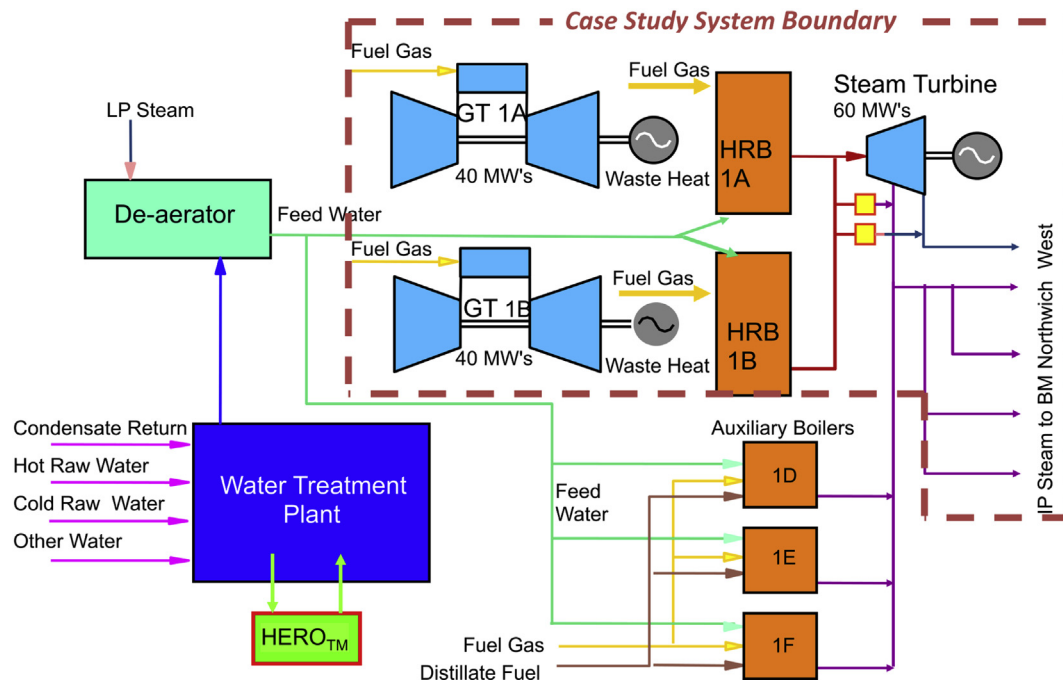 Case Study System Boundary
Fuel Gas
GT 1A
40 MW's
Fuel Gas
Waste Heat
HRB
1A
Steam Turbine
60 MW's
LP Steam
De-aerator
Feed Water
Fuel Gas
GT 1B
40 MW's
Fuel Gas
Waste Heat
HRB
1B
IP Steam to BM Northwich West
Condensate Return
Hot Raw Water
Cold Raw Water
Other Water
Water Treatment
Plant
HERO TM
Auxiliary Boilers
Feed
Water
1D
1E
1F
Fuel Gas
Distillate Fuel